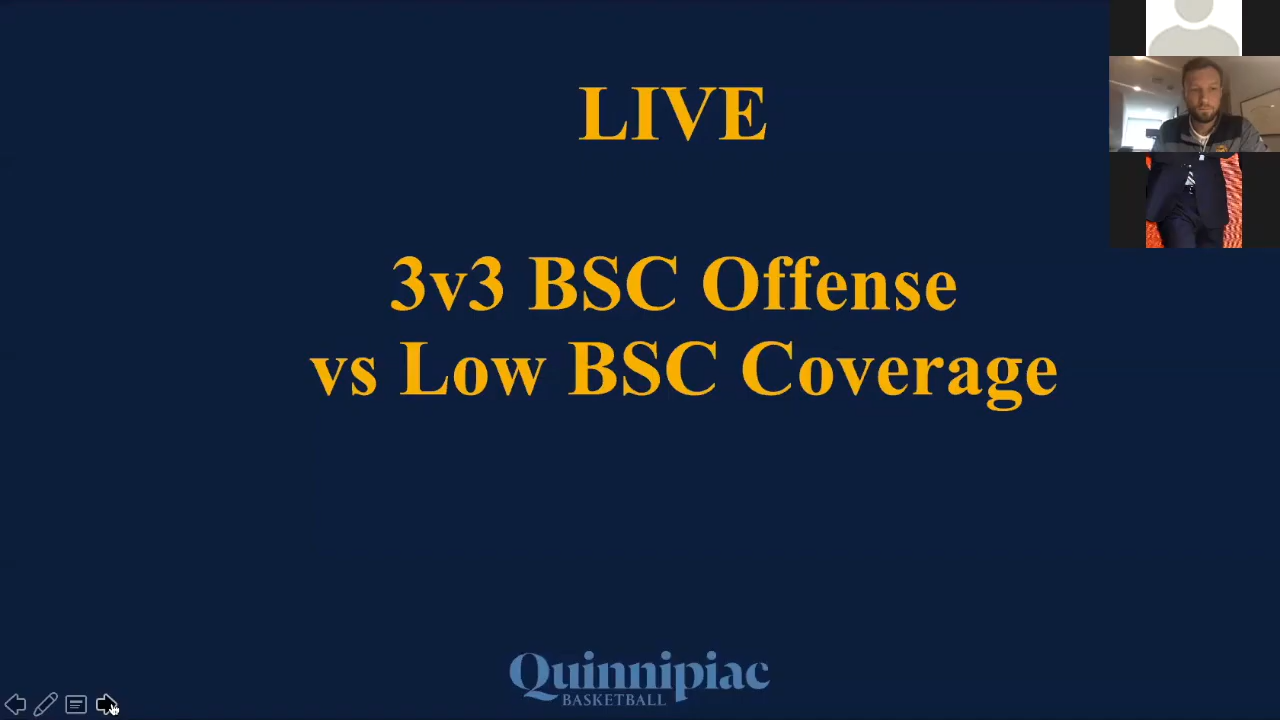 LIVE
3v3 BSC Offense
vs Low BSC Coverage
Quinnipiac
BASKETBALL